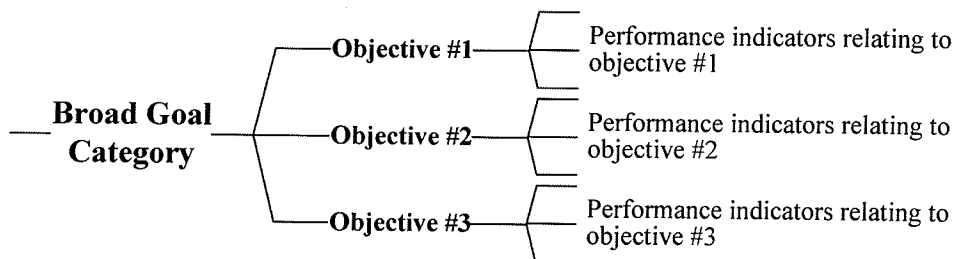 Broad Goal
Category
Objective #1
Performance indicators relating to
objective #1
Objective #2
Performance indicators relating to
objective #2
Objective #3
Performance indicators relating to
objective #3